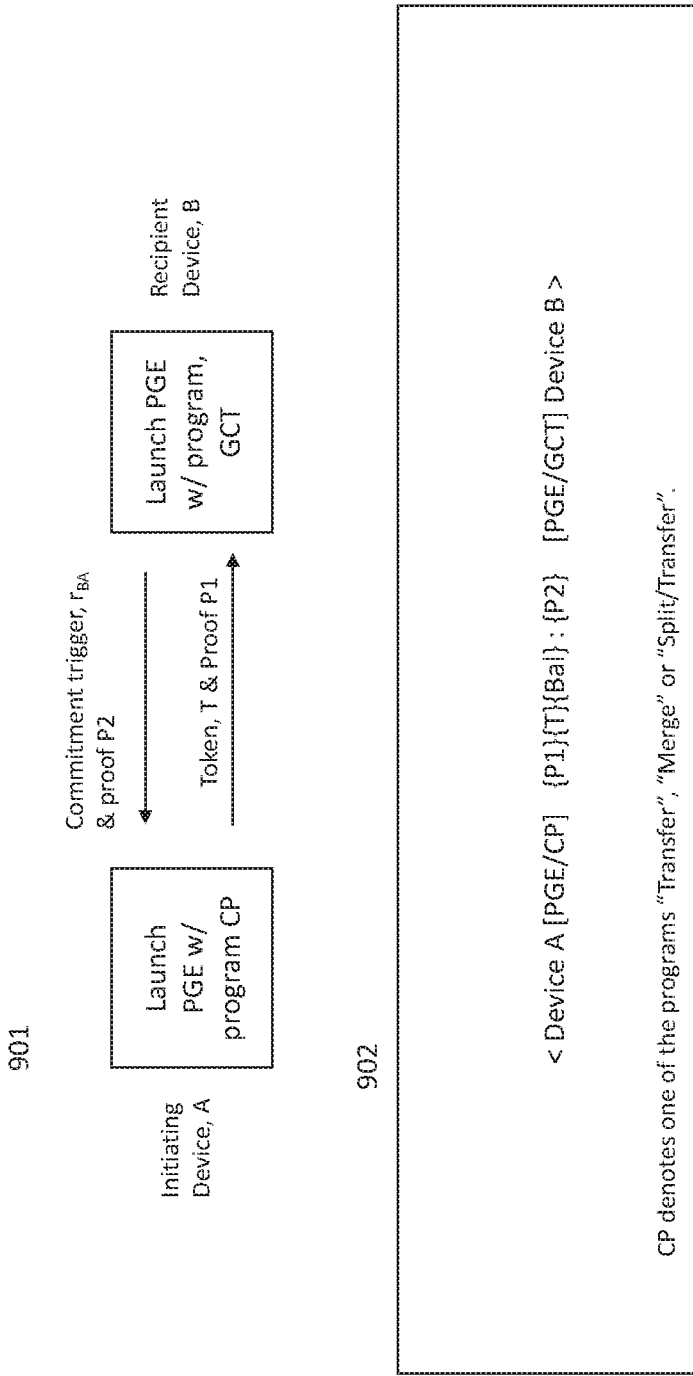 901
Initiating
Device, A
Launch
PGE w/
program CP
Commitment trigger, rBA
& proof P2
Token, T & Proof P1
Launch PGE
w/ program,
GCT
Recipient
Device, B
902
< Device A [PGE/CP] {P1}{T}{Bal} : {P2} [PGE/GCT] Device B >
CP denotes one of the programs "Transfer", "Merge" or "Split/Transfer".